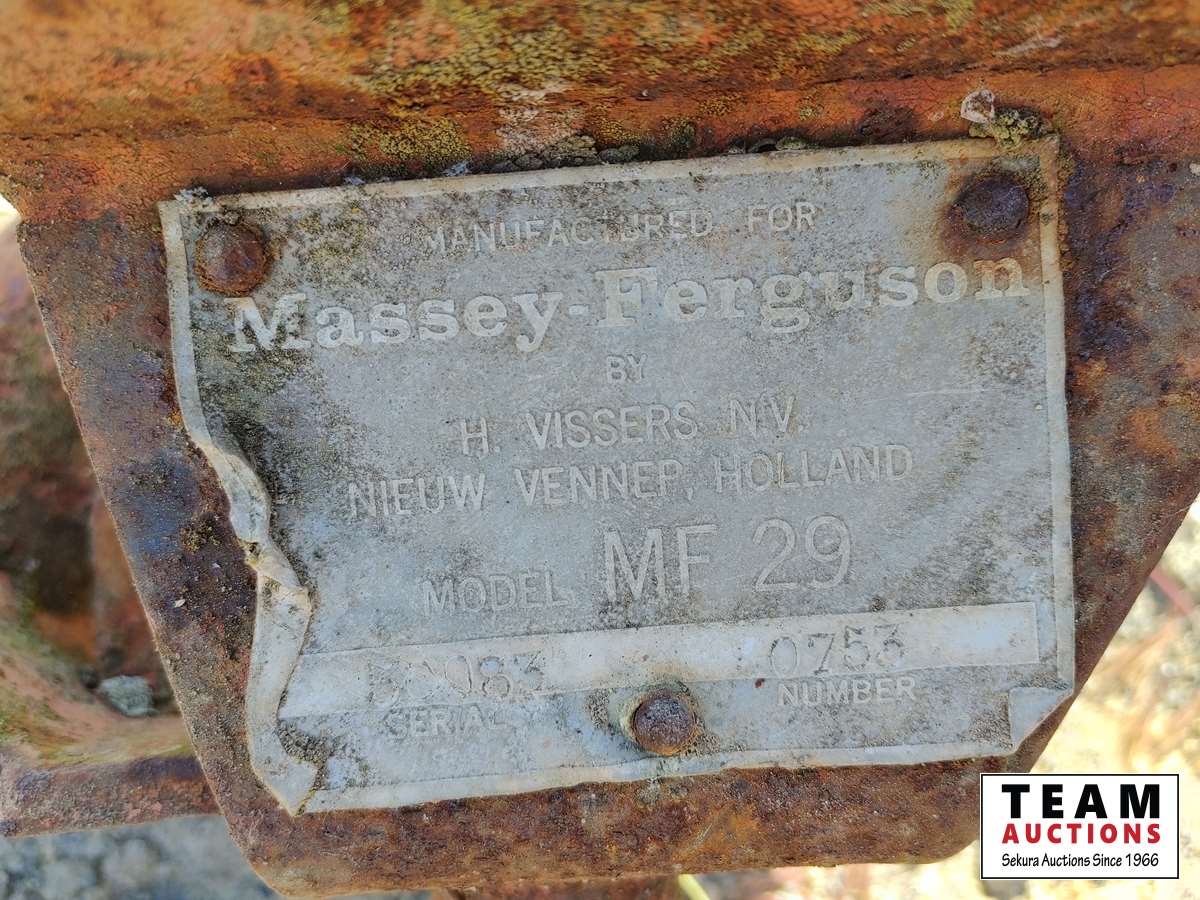 MANUFACTURED FOR
Massey-Ferguson
BY
H. VISSERS N.V.
NIEUW VENNEP, HOLLAND
MODEL MF 29
0753
SERIAL NUMBER
TEAM
AUCTIONS
Sekura Auctions Since 1966